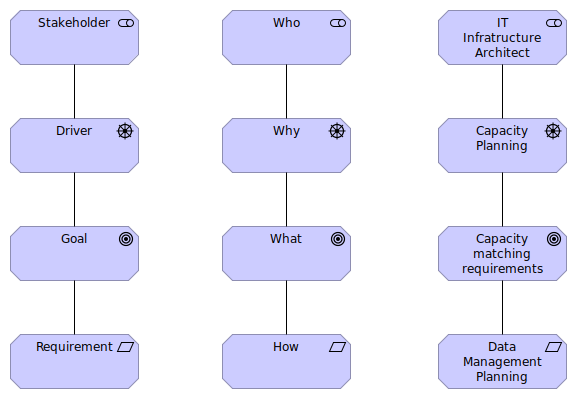 Stakeholder
Who
IT
Infratructure
Architect
Driver
Why
Capacity
Planning
Goal
What
Capacity
matching
requirements
Requirement
How
Data
Management
Planning